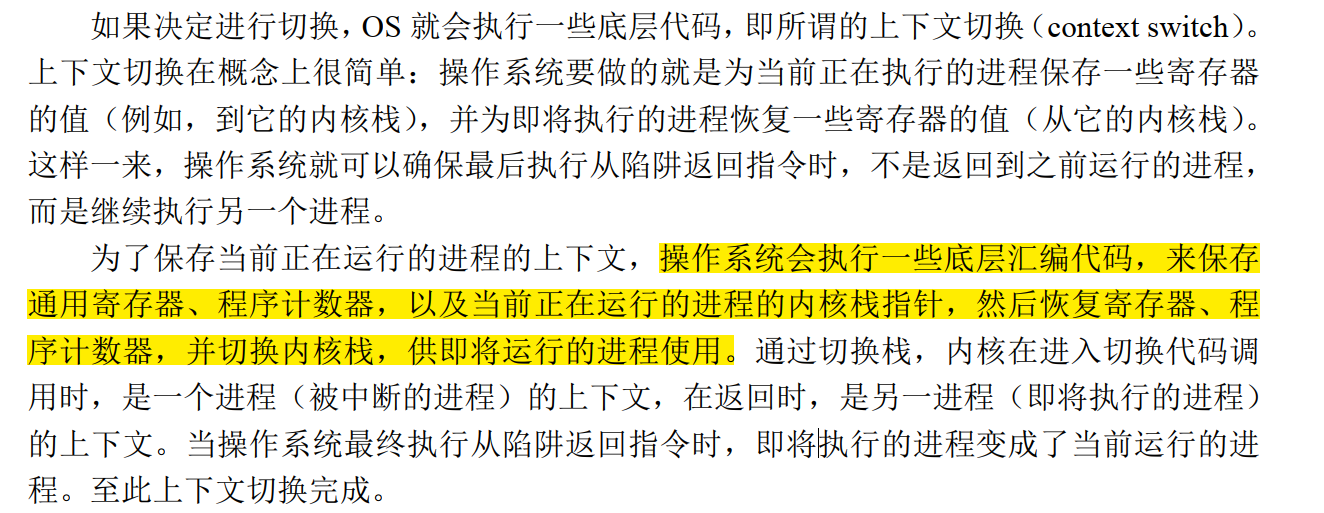 如果决定进行切换，OS 就会执行一些底层代码，即所谓的上下文切换（context switch）。
上下文切换在概念上很简单：操作系统要做的就是为当前正在执行的进程保存一些寄存器
的值（例如，到它的内核栈），并为即将执行的进程恢复一些寄存器的值（从它的内核栈）。
这样一来，操作系统就可以确保最后执行从陷阱返回指令时，不是返回到之前运行的进程，
而是继续执行另一个进程。
为了保存当前正在运行的进程的上下文，操作系统会执行一些底层汇编代码，来保存
通用寄存器、程序计数器，以及当前正在运行的进程的内核栈指针，然后恢复寄存器、程
序计数器，并切换内核栈，供即将运行的进程使用。通过切换栈，内核在进入切换代码调
用时，是一个进程（被中断的进程）的上下文，在返回时，是另一进程（即将执行的进程）
的上下文。当操作系统最终执行从陷阱返回指令时，即将执行的进程变成了当前运行的进
程。至此上下文切换完成。